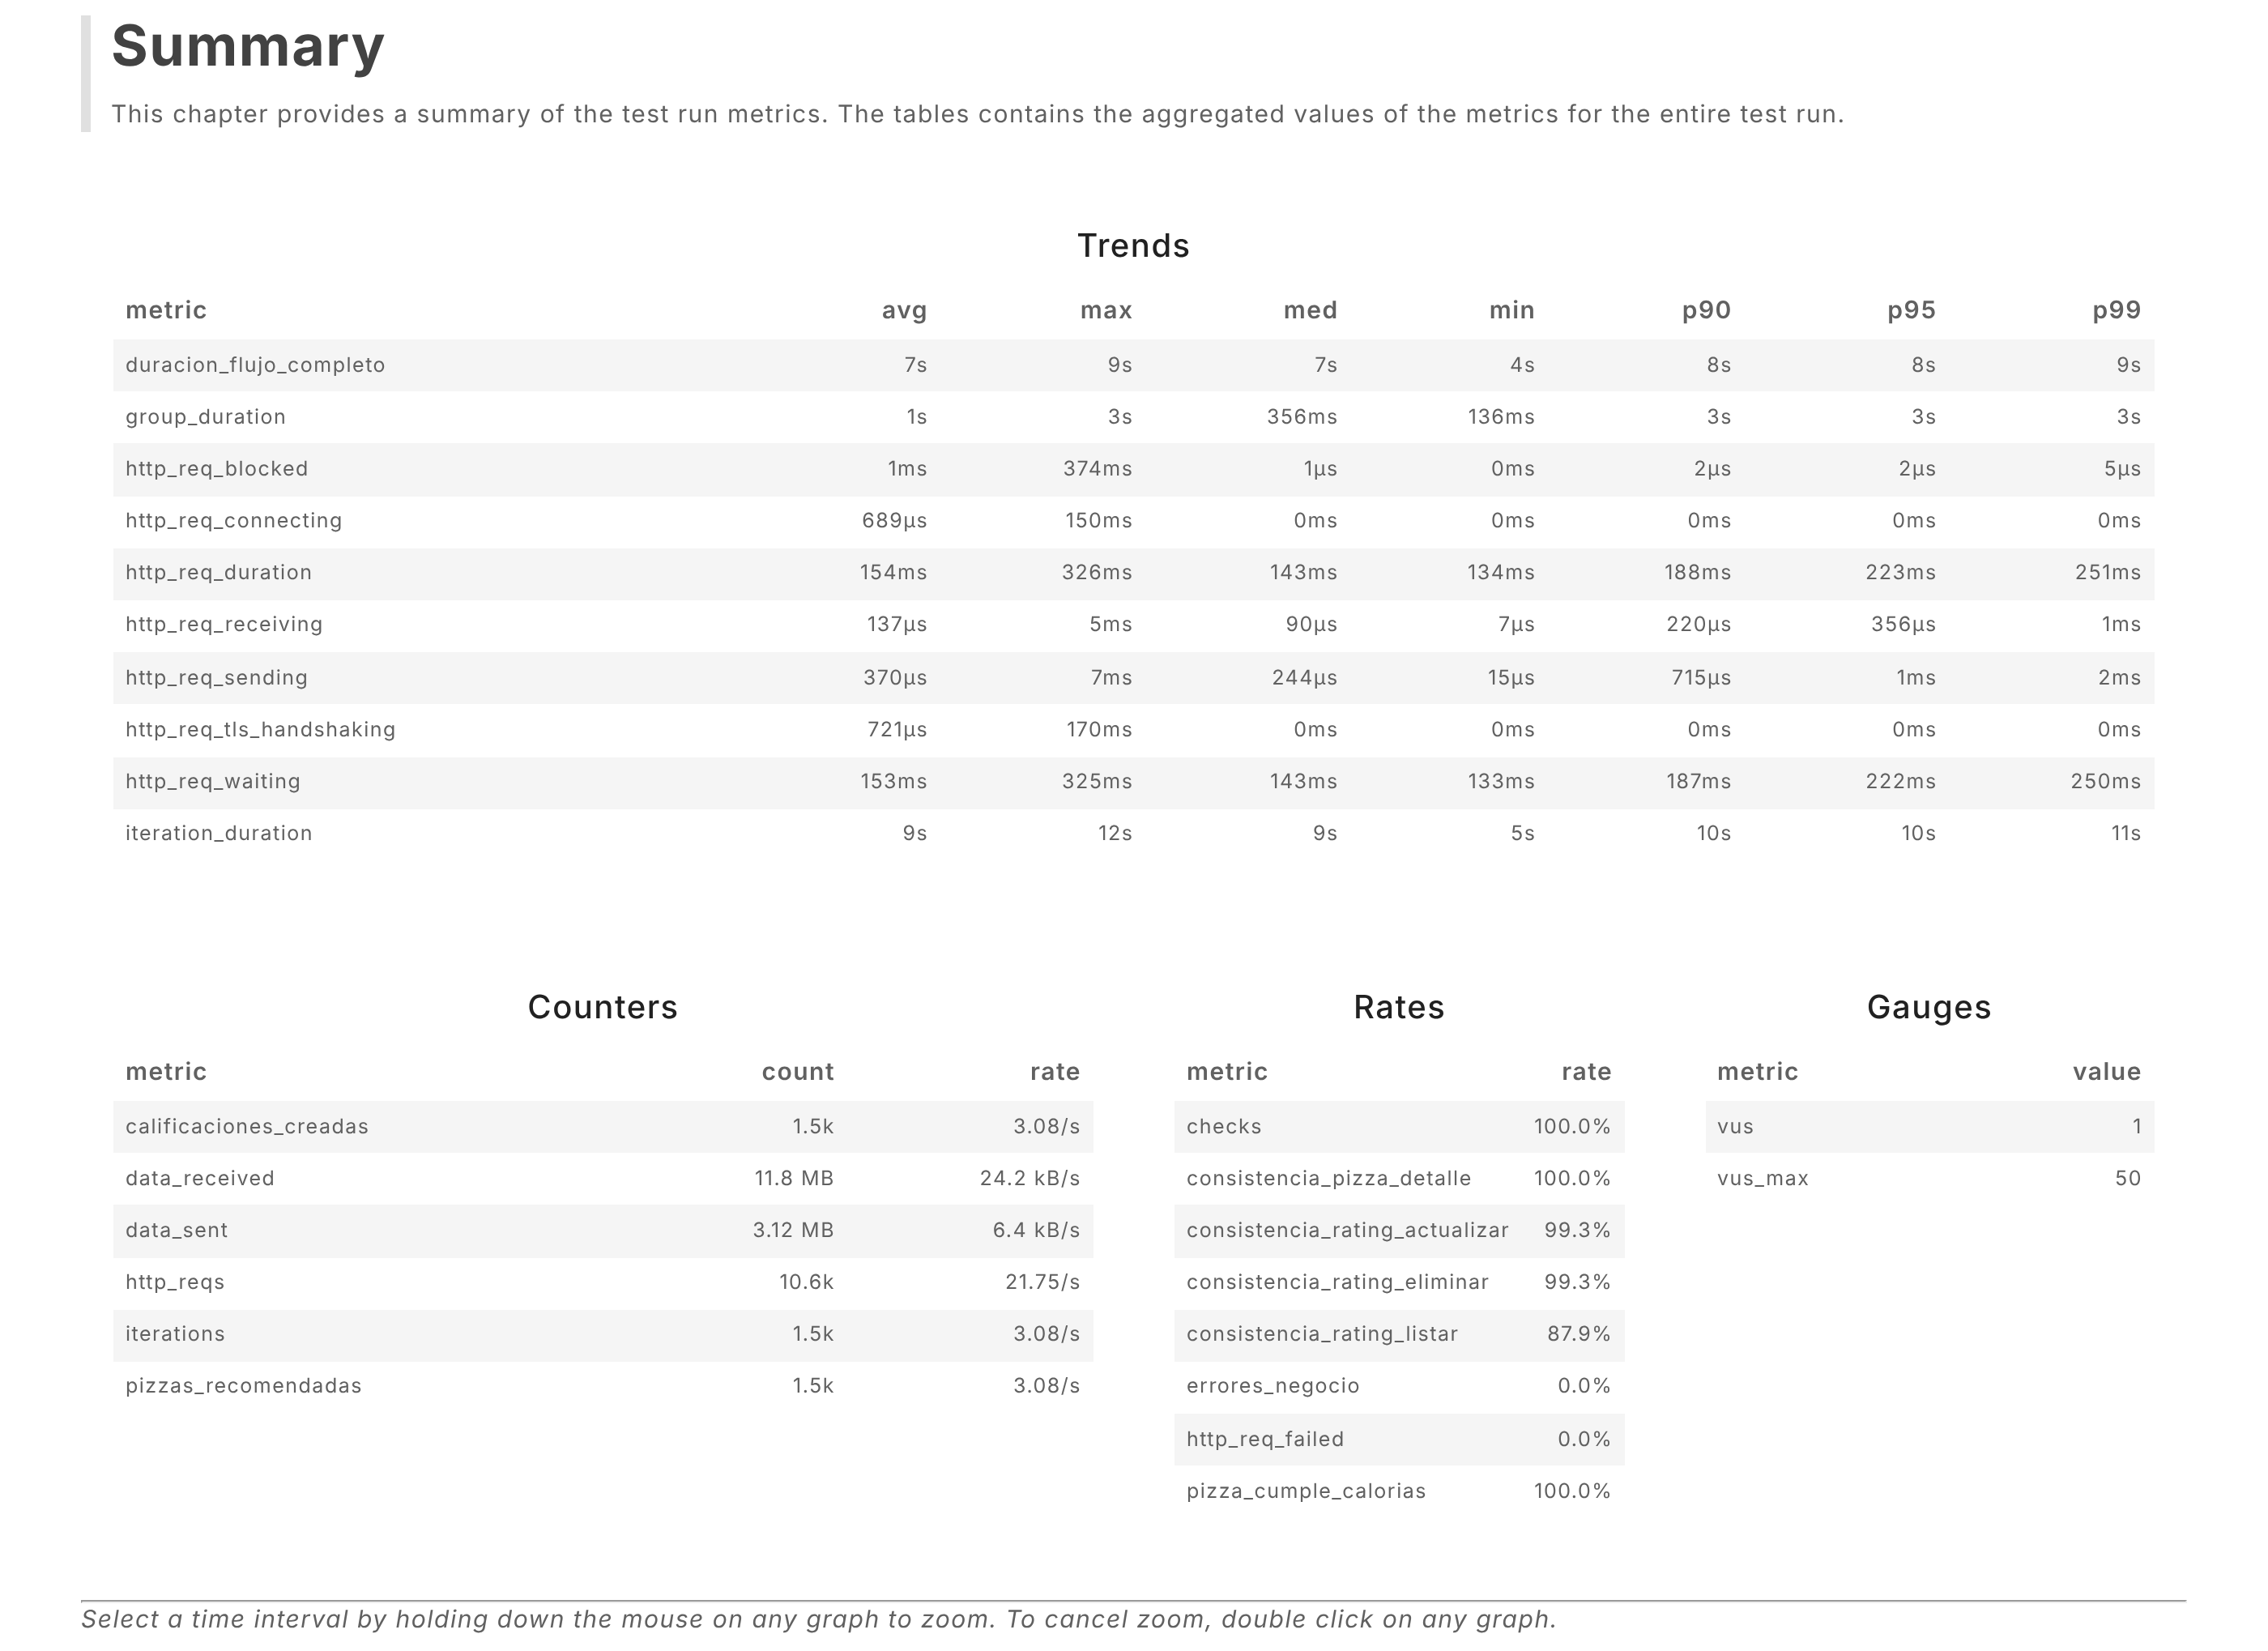 Summary
This chapter provides a summary of the test run metrics. The tables contains the aggregated values of the metrics for the entire test run.
Trends
metric avg max med min p90 p95 p99
duracion_flujo_completo 7s 9s 7s 4s 8s 8s 9s
group_duration 1s 3s 356ms 136ms 3s 3s 3s
http_req_blocked 1ms 374ms 1µs 0ms 2µs 2µs 5µs
http_req_connecting 689µs 150ms 0ms 0ms 0ms 0ms 0ms
http_req_duration 154ms 326ms 143ms 134ms 188ms 223ms 251ms
http_req_receiving 137µs 5ms 90µs 7µs 220µs 356µs 1ms
http_req_sending 370µs 7ms 244µs 15µs 715µs 1ms 2ms
http_req_tls_handshaking 721µs 170ms 0ms 0ms 0ms 0ms 0ms
http_req_waiting 153ms 325ms 143ms 133ms 187ms 222ms 250ms
iteration_duration 9s 12s 9s 5s 10s 10s 11s
Counters
metric count rate
calificaciones_creadas 1.5k 3.08/s
data_received 11.8 MB 24.2 kB/s
data_sent 3.12 MB 6.4 kB/s
http_reqs 10.6k 21.75/s
iterations 1.5k 3.08/s
pizzas_recomendadas 1.5k 3.08/s
Rates
metric rate
checks 100.0%
consistencia_pizza_detalle 100.0%
consistencia_rating_actualizar 99.3%
consistencia_rating_eliminar 99.3%
consistencia_rating_listar 87.9%
errores_negocio 0.0%
http_req_failed 0.0%
pizza_cumple_calorias 100.0%
Gauges
metric value
vus 1
vus_max 50
Select a time interval by holding down the mouse on any graph to zoom. To cancel zoom, double click on any graph.